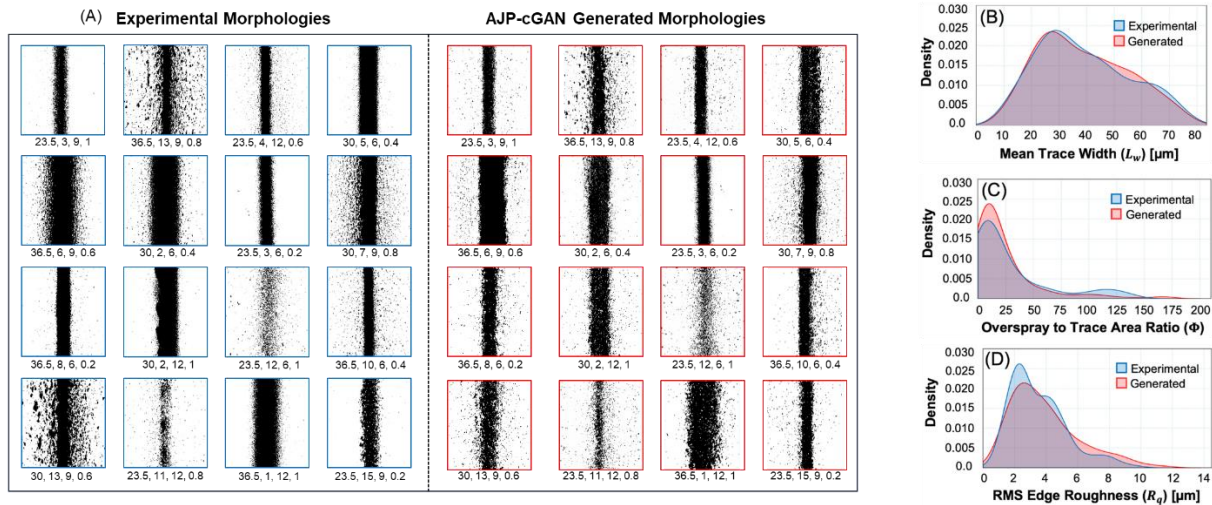 (A) Experimental Morphologies
AJP-cGAN Generated Morphologies
23.5, 3, 9, 1
36.5, 13, 9, 0.8
23.5, 4, 12, 0.6
30, 5, 6, 0.4
23.5, 3, 9, 1
36.5, 13, 9, 0.8
23.5, 4, 12, 0.6
30, 5, 6, 0.4
36.5, 6, 9, 0.6
30, 2, 6, 0.4
23.5, 3, 6, 0.2
30, 7, 9, 0.8
36.5, 6, 9, 0.6
30, 2, 6, 0.4
23.5, 3, 6, 0.2
30, 7, 9, 0.8
36.5, 8, 6, 0.2
30, 2, 12, 1
23.5, 12, 6, 1
36.5, 10, 6, 0.4
36.5, 8, 6, 0.2
30, 2, 12, 1
23.5, 12, 6, 1
36.5, 10, 6, 0.4
30, 13, 9, 0.6
23.5, 11, 12, 0.8
36.5, 1, 12, 1
23.5, 15, 9, 0.2
30, 13, 9, 0.6
23.5, 11, 12, 0.8
36.5, 1, 12, 1
23.5, 15, 9, 0.2
(B)
Experimental
Generated
Density
0.030
0.025
0.020
0.015
0.010
0.005
0.0
0 10 20 30 40 50 60 70 80
Mean Trace Width (L_w) [µm]
(C)
Experimental
Generated
Density
0.030
0.025
0.020
0.015
0.010
0.005
0.0
0 25 50 75 100 125 150 175 200
Overspray to Trace Area Ratio (Φ)
(D)
Experimental
Generated
Density
0.030
0.025
0.020
0.015
0.010
0.005
0.0
0 2 4 6 8 10 12 14
RMS Edge Roughness (R_q) [µm]